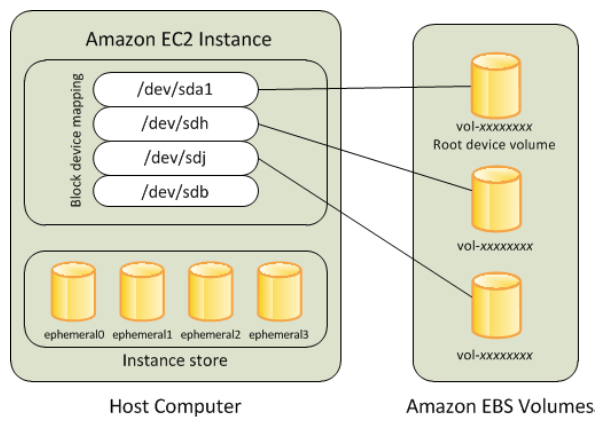 Amazon EC2 Instance
Block device mapping
/dev/sda1
/dev/sdh
/dev/sdj
/dev/sdb
ephemeral0 ephemeral1 ephemeral2 ephemeral3
Instance store
Host Computer
vol-xxxxxxxx
Root device volume
vol-xxxxxxxx
vol-xxxxxxxx
Amazon EBS Volumes